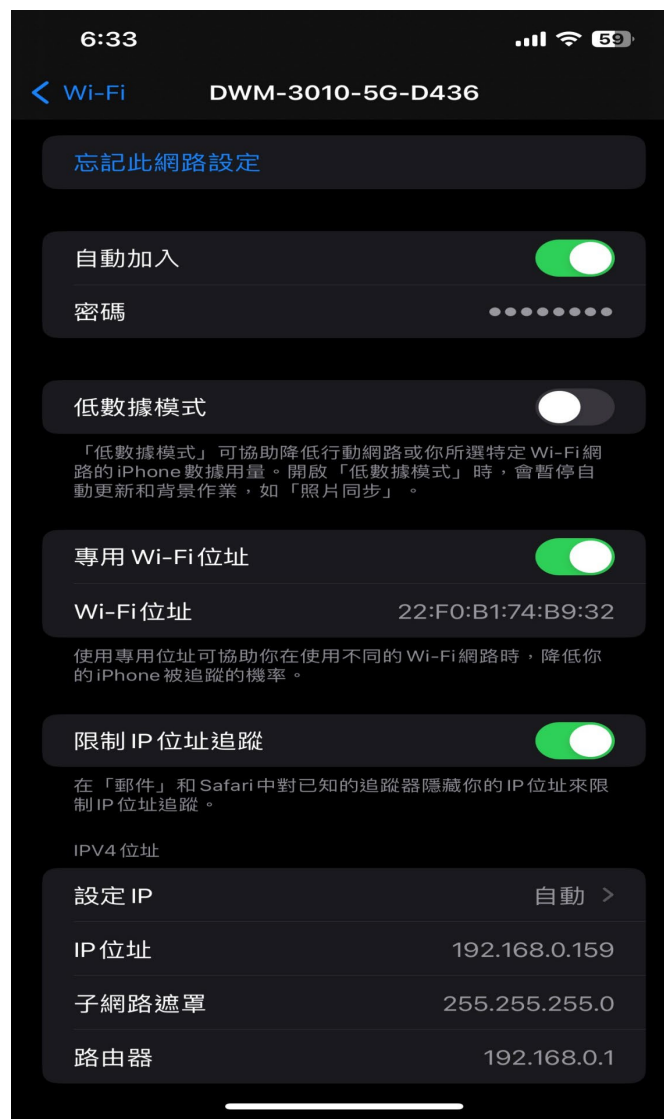 6:33
59
Wi-Fi
DWM-3010-5G-D436
忘記此網路設定
自動加入
密碼
●●●●●●●●
低數據模式
「低數據模式」可協助降低行動網路或你所選特定 Wi-Fi 網
路的 iPhone 數據用量。開啟「低數據模式」時，會暫停自
動更新和背景作業，如「照片同步」。
專用 Wi-Fi 位址
Wi-Fi 位址 22:F0:B1:74:B9:32
使用專用位址可協助你在使用不同的 Wi-Fi 網路時，降低你
的 iPhone 被追蹤的機率。
限制 IP 位址追蹤
在「郵件」和 Safari 中對已知的追蹤器隱藏你的 IP 位址來限
制 IP 位址追蹤。
IPV4 位址
設定 IP 自動
IP 位址 192.168.0.159
子網路遮罩 255.255.255.0
路由器 192.168.0.1